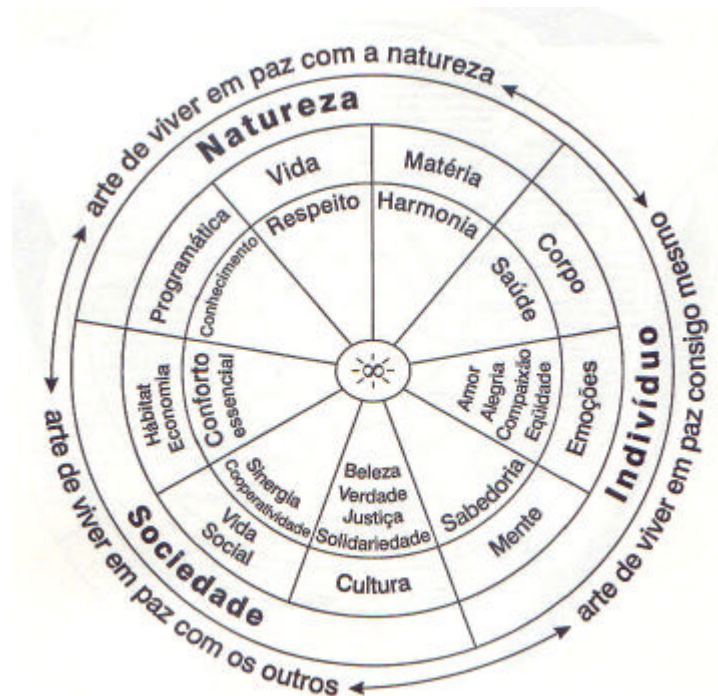 arte de viver em paz com a natureza
Natureza
Vida
Matéria
Respeito
Harmonia
Programática
Conhecimento
Corpo
Saúde
arte de viver em paz consigo mesmo
Indivíduo
Emoções
Amor
Alegria
Compaixão
Eqüidade
Mente
Sabedoria
Hábitat
Economia
Conforto
essencial
Vida
Social
Sinergia
Cooperatividade
Cultura
Beleza
Verdade
Justiça
Solidariedade
Sociedade
arte de viver em paz com os outros
∞